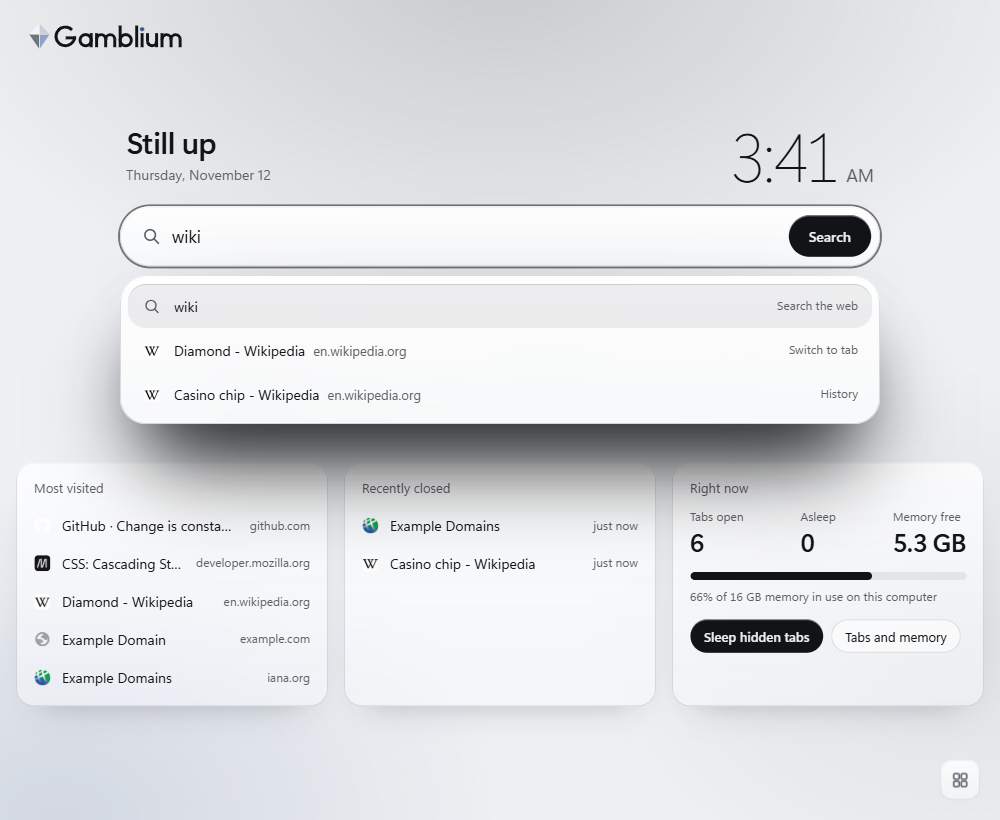 Gamblium
Still up
Thursday, November 12
3:41 AM
wiki
Search
wiki
Search the web
Diamond - Wikipedia en.wikipedia.org
Switch to tab
Casino chip - Wikipedia en.wikipedia.org
History
Most visited
GitHub · Change is consta... github.com
CSS: Cascading St... developer.mozilla.org
Diamond - Wikipedia en.wikipedia.org
Example Domain example.com
Example Domains iana.org
Recently closed
Example Domains just now
Casino chip - Wikipedia just now
Right now
Tabs open Asleep Memory free
6 0 5.3 GB
66% of 16 GB memory in use on this computer
Sleep hidden tabs Tabs and memory